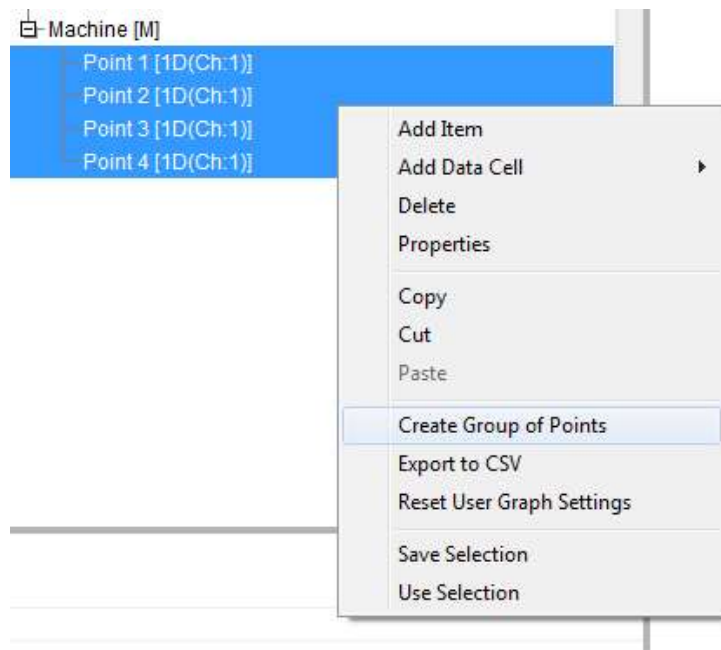 Machine [M]
Point 1 [1D(Ch:1)]
Point 2 [1D(Ch:1)]
Point 3 [1D(Ch:1)]
Point 4 [1D(Ch:1)]
Add Item
Add Data Cell
Delete
Properties
Copy
Cut
Paste
Create Group of Points
Export to CSV
Reset User Graph Settings
Save Selection
Use Selection